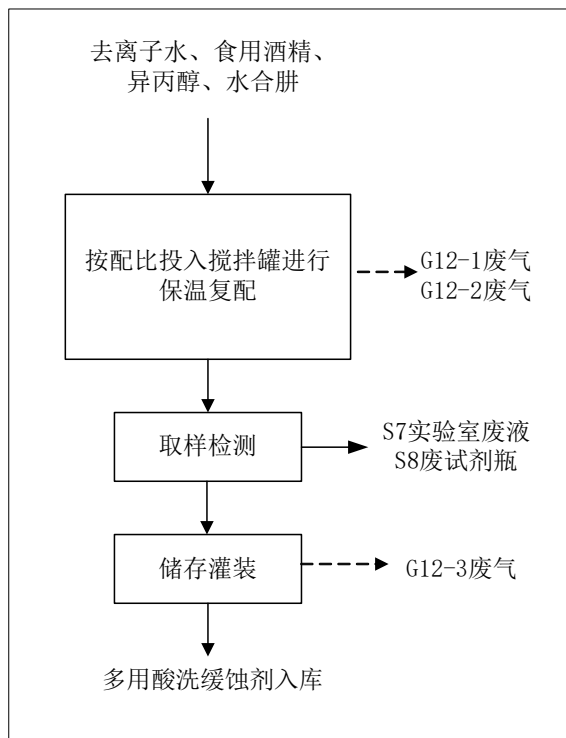 去离子水、食用酒精、
异丙醇、水合肼
按配比投入搅拌罐进行
保温复配
G12-1废气
G12-2废气
取样检测
S7实验室废液
S8废试剂瓶
储存灌装
G12-3废气
多用酸洗缓蚀剂入库